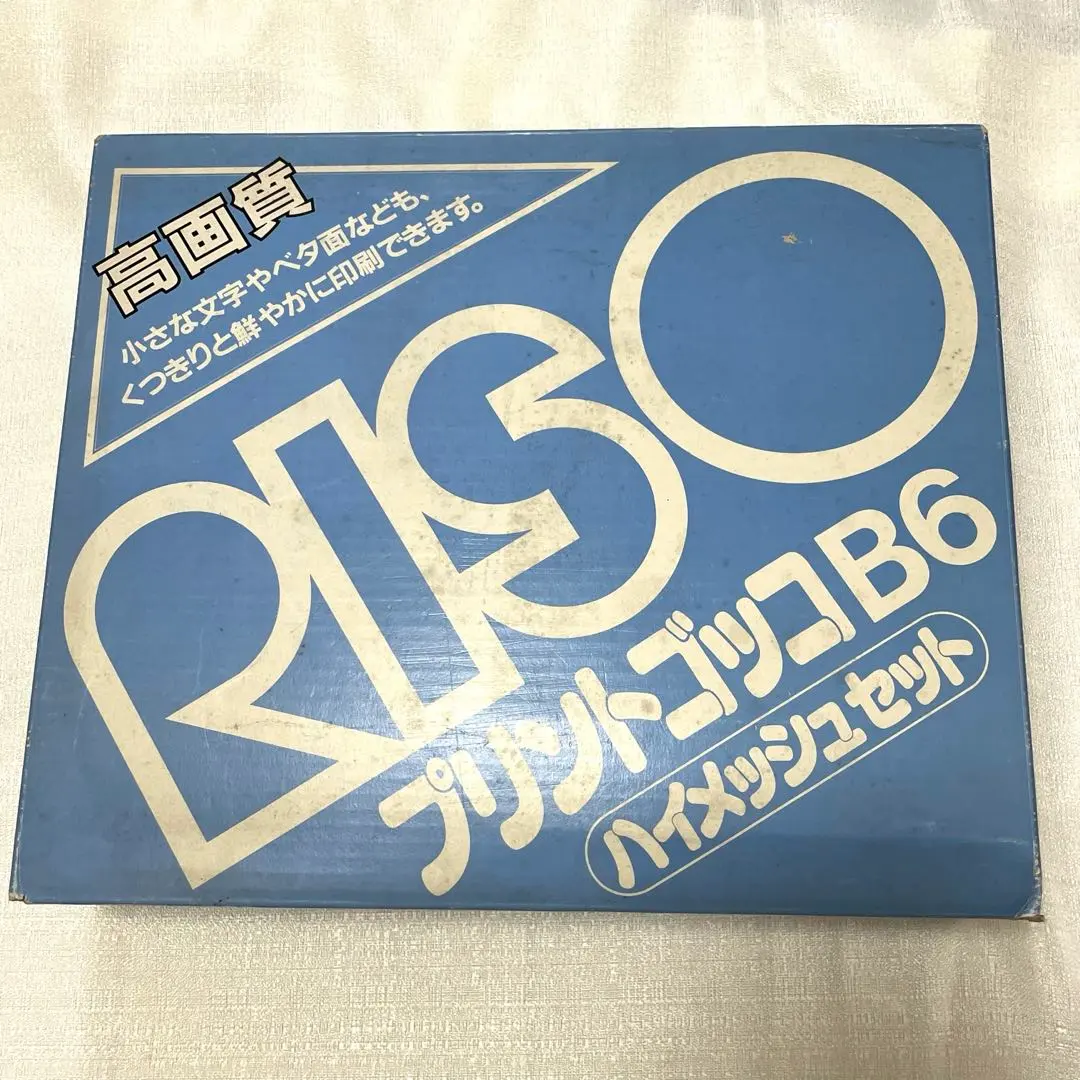 高画質
小さな文字やベタ面なども、
くっきりと鮮やかに印刷できます。
RISO
プリントゴッコB6
ハイメッシュセット